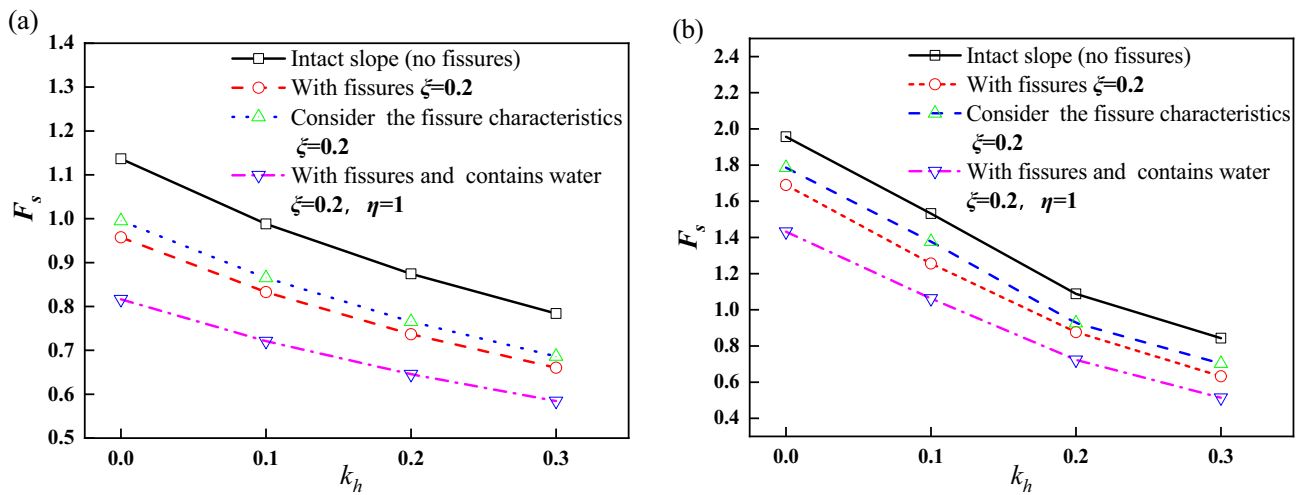 (a)
1.4
1.3
1.2
1.1
1.0
0.9
0.8
0.7
0.6
0.5
F_s
0.0 0.1 0.2 0.3
k_h
Intact slope (no fissures)
With fissures ξ=0.2
Consider the fissure characteristics
ξ=0.2
With fissures and contains water
ξ=0.2, η=1
(b)
2.4
2.2
2.0
1.8
1.6
1.4
1.2
1.0
0.8
0.6
0.4
F_s
0.0 0.1 0.2 0.3
k_h
Intact slope (no fissures)
With fissures ξ=0.2
Consider the fissure characteristics
ξ=0.2
With fissures and contains water
ξ=0.2, η=1